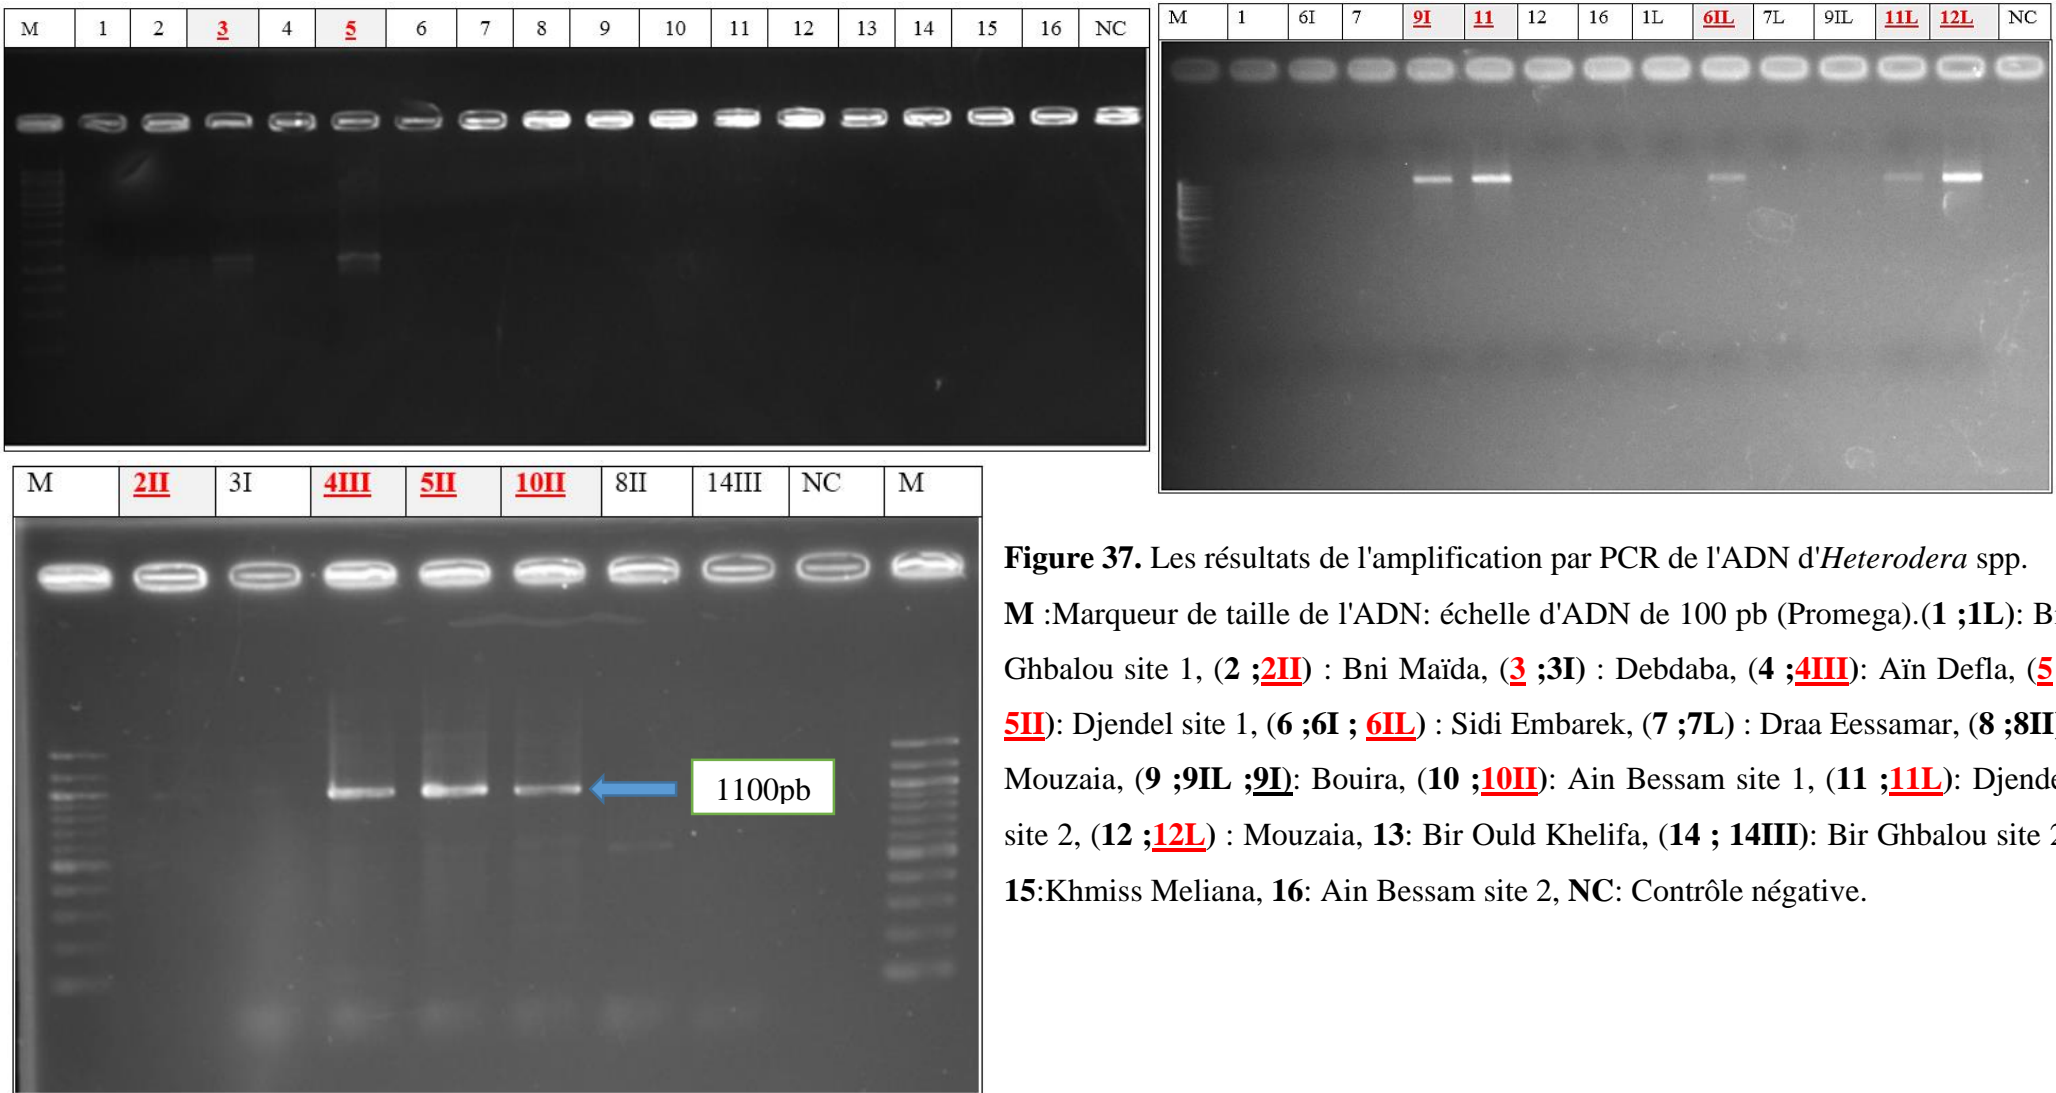 M 1 2 3 4 5 6 7 8 9 10 11 12 13 14 15 16 NC
M 1 6I 7 9I 11 12 16 1L 6IL 7L 9IL 11L 12L NC
M 2II 3I 4III 5II 10II 8II 14III NC M
1100pb
Figure 37. Les résultats de l'amplification par PCR de l'ADN d'Heterodera spp.
M :Marqueur de taille de l'ADN: échelle d'ADN de 100 pb (Promega).(1 ;1L):
Ghbalou site 1, (2 ;2II) : Bni Maïda, (3 ;3I) : Debdaba, (4 ;4III): Aïn Defla, (5
5II): Djendel site 1, (6 ;6I ; 6IL) : Sidi Embarek, (7 ;7L) : Draa Eessamar, (8 ;8II
Mouzaia, (9 ;9IL ;9I): Bouira, (10 ;10II): Ain Bessam site 1, (11 ;11L): Djende
site 2, (12 ;12L) : Mouzaia, 13: Bir Ould Khelifa, (14 ; 14III): Bir Ghbalou site 2
15:Khmiss Meliana, 16: Ain Bessam site 2, NC: Contrôle négative.